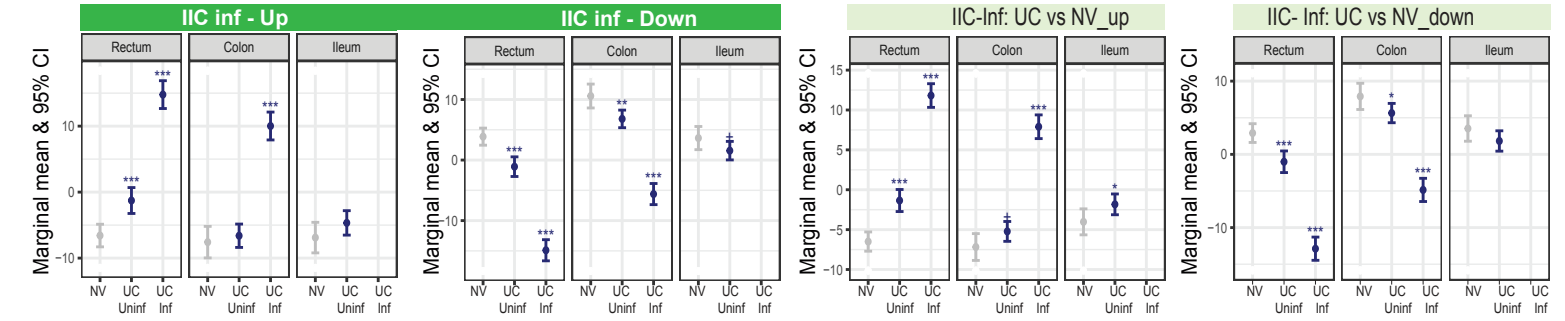 IIC inf - Up
Marginal mean & 95% CI
Rectum Colon Ileum
*** *** ***
10
0
−10
NV UC Uninf UC Inf NV UC Uninf UC Inf NV UC Uninf UC Inf
IIC inf - Down
Marginal mean & 95% CI
Rectum Colon Ileum
*** *** ** *** ‡
10
0
−10
NV UC Uninf UC Inf NV UC Uninf UC Inf NV UC Uninf UC Inf
IIC-Inf: UC vs NV_up
Marginal mean & 95% CI
Rectum Colon Ileum
*** *** ‡ *** *
15
10
5
0
−5
−10
NV UC Uninf UC Inf NV UC Uninf UC Inf NV UC Uninf UC Inf
IIC- Inf: UC vs NV_down
Marginal mean & 95% CI
Rectum Colon Ileum
*** *** * ***
10
0
−10
NV UC Uninf UC Inf NV UC Uninf UC Inf NV UC Uninf UC Inf